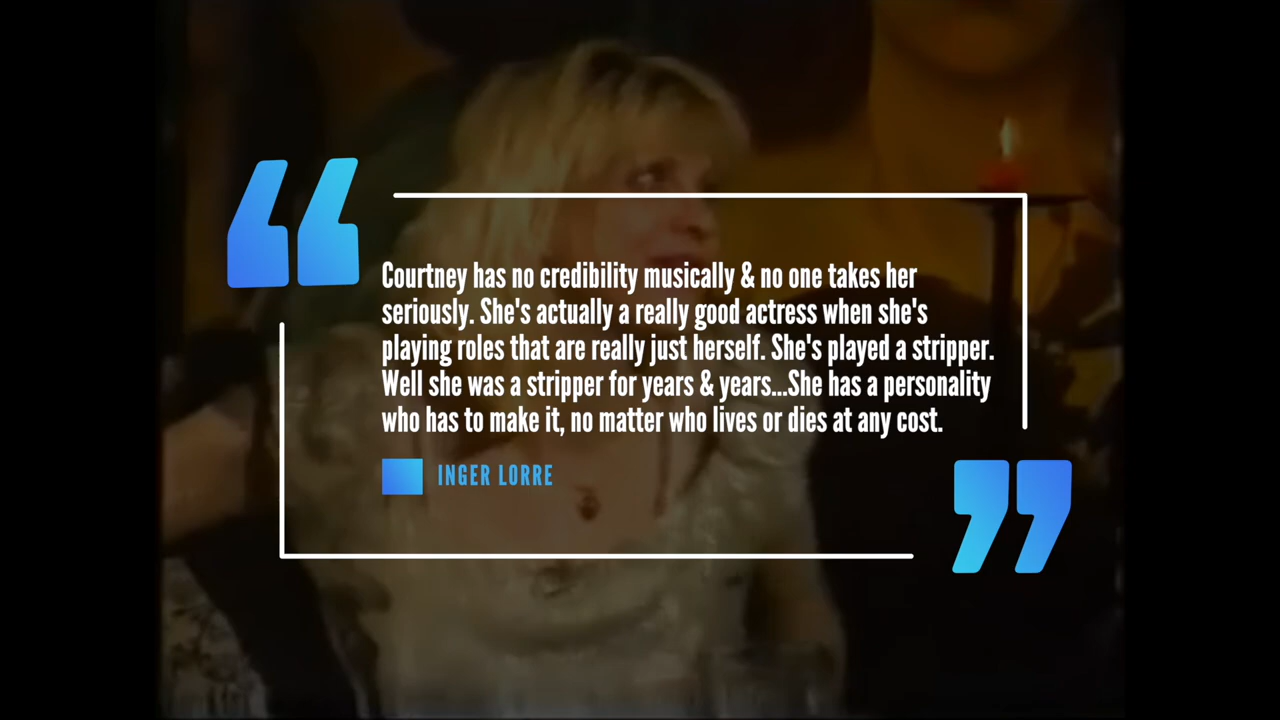 Courtney has no credibility musically & no one takes her
seriously. She's actually a really good actress when she's
playing roles that are really just herself. She's played a stripper.
Well she was a stripper for years & years...She has a personality
who has to make it, no matter who lives or dies at any cost.
INGER LORRE